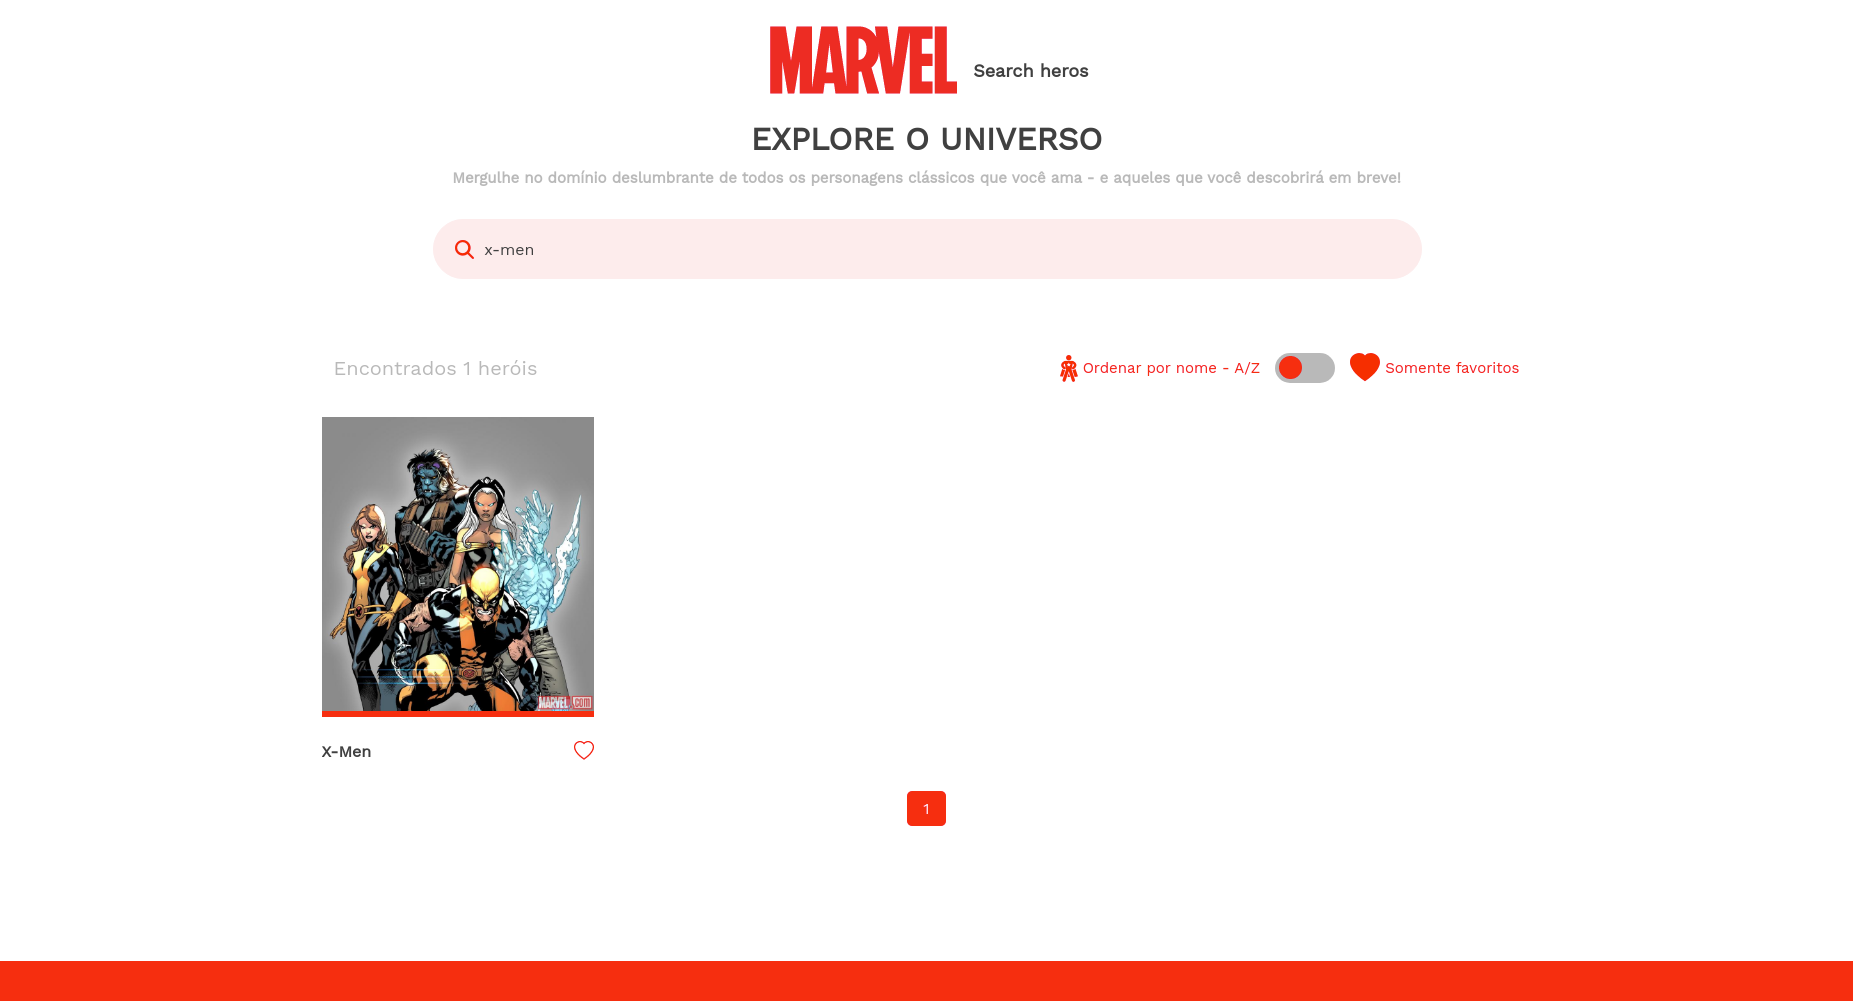 MARVEL Search heros
EXPLORE O UNIVERSO
Mergulhe no domínio deslumbrante de todos os personagens clássicos que você ama - e aqueles que você descobrirá em breve!
x-men
Encontrados 1 heróis
Ordenar por nome - A/Z
Somente favoritos
MARVEL.com
X-Men
1